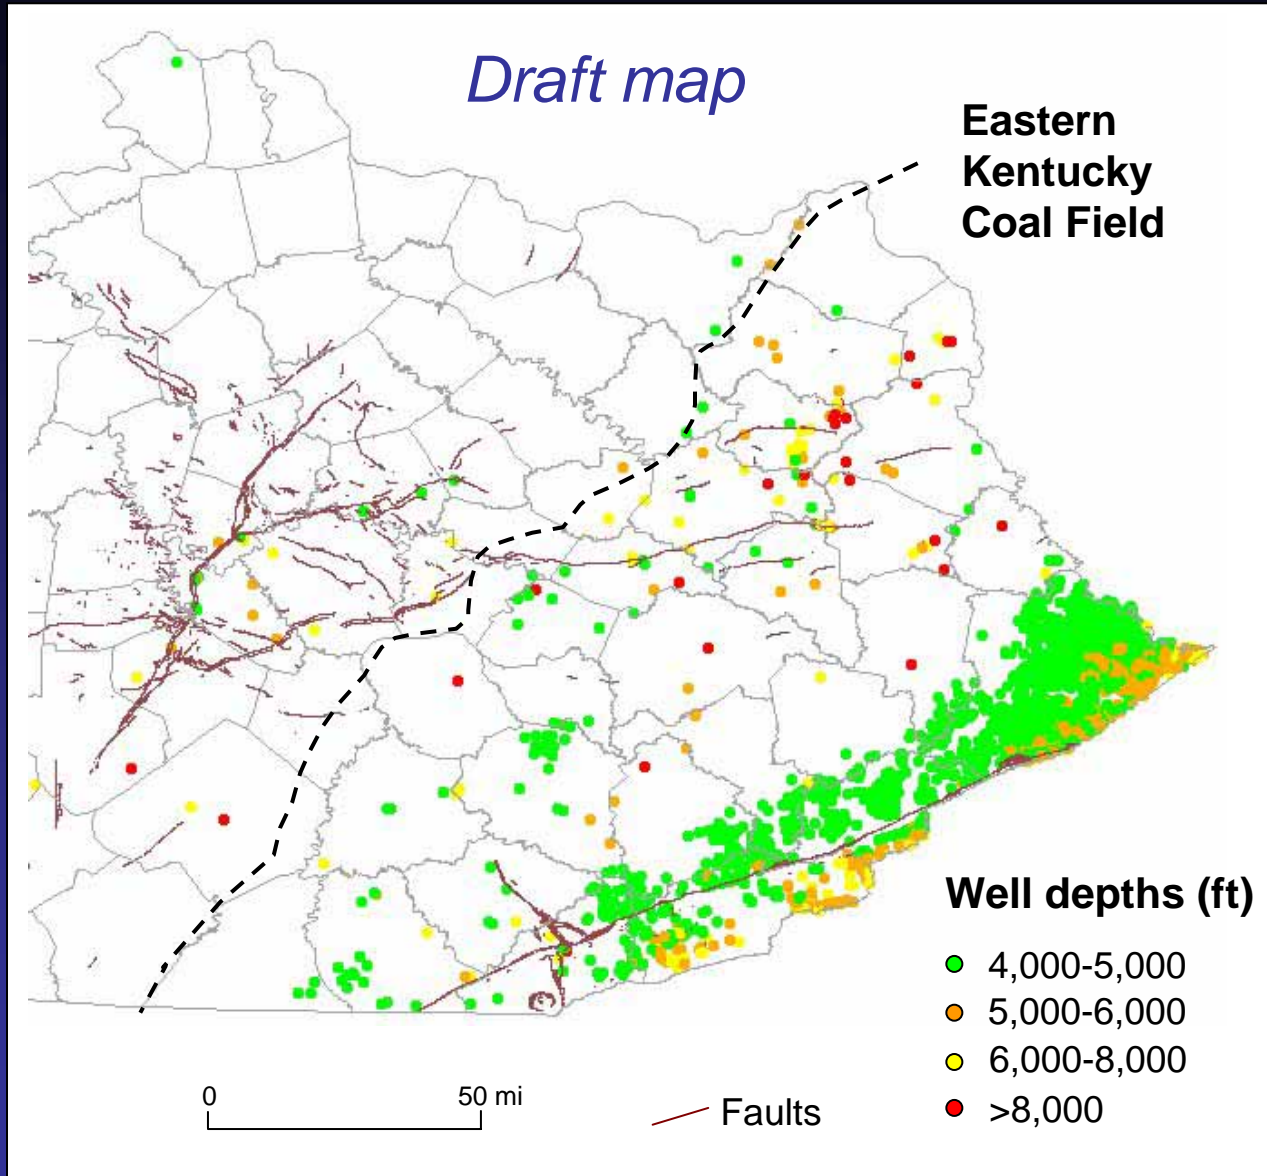 Draft map
Eastern
Kentucky
Coal Field
Well depths (ft)
4,000-5,000
5,000-6,000
6,000-8,000
>8,000
0 50 mi
Faults